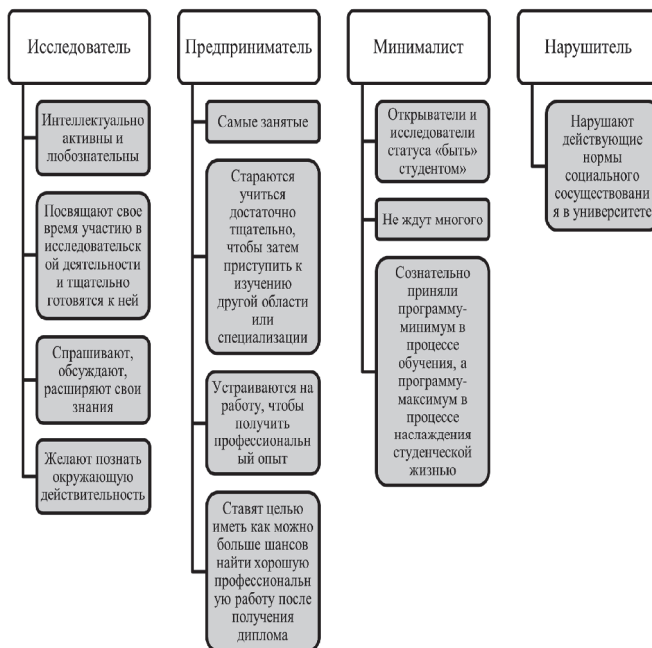 Исследователь
Интеллектуально
активны и
любознательны
Посвящают свое
время участию в
исследовательск
ой деятельности
и тщательно
готовятся к ней
Спрашивают,
обсуждают,
расширяют свои
знания
Желают познать
окружающую
действительность
Предприниматель
Самые занятые
Стараются
учиться
достаточно
тщательно,
чтобы затем
приступить к
изучению
другой области
или
специализации
Устраиваются на
работу, чтобы
получить
профессиональн
ый опыт
Ставят целью
иметь как можно
больше шансов
найти хорошую
профессиональн
ую работу после
получения
диплома
Минималист
Открыватели и
исследователи
статуса «быть»
студентом»
Не ждут многого
Сознательно
приняли
программу-
минимум в
процессе
обучения, а
программу-
максимум в
процессе
наслаждения
студенческой
жизнью
Нарушитель
Нарушают
действующие
нормы
социального
сосуществовани
я в университете